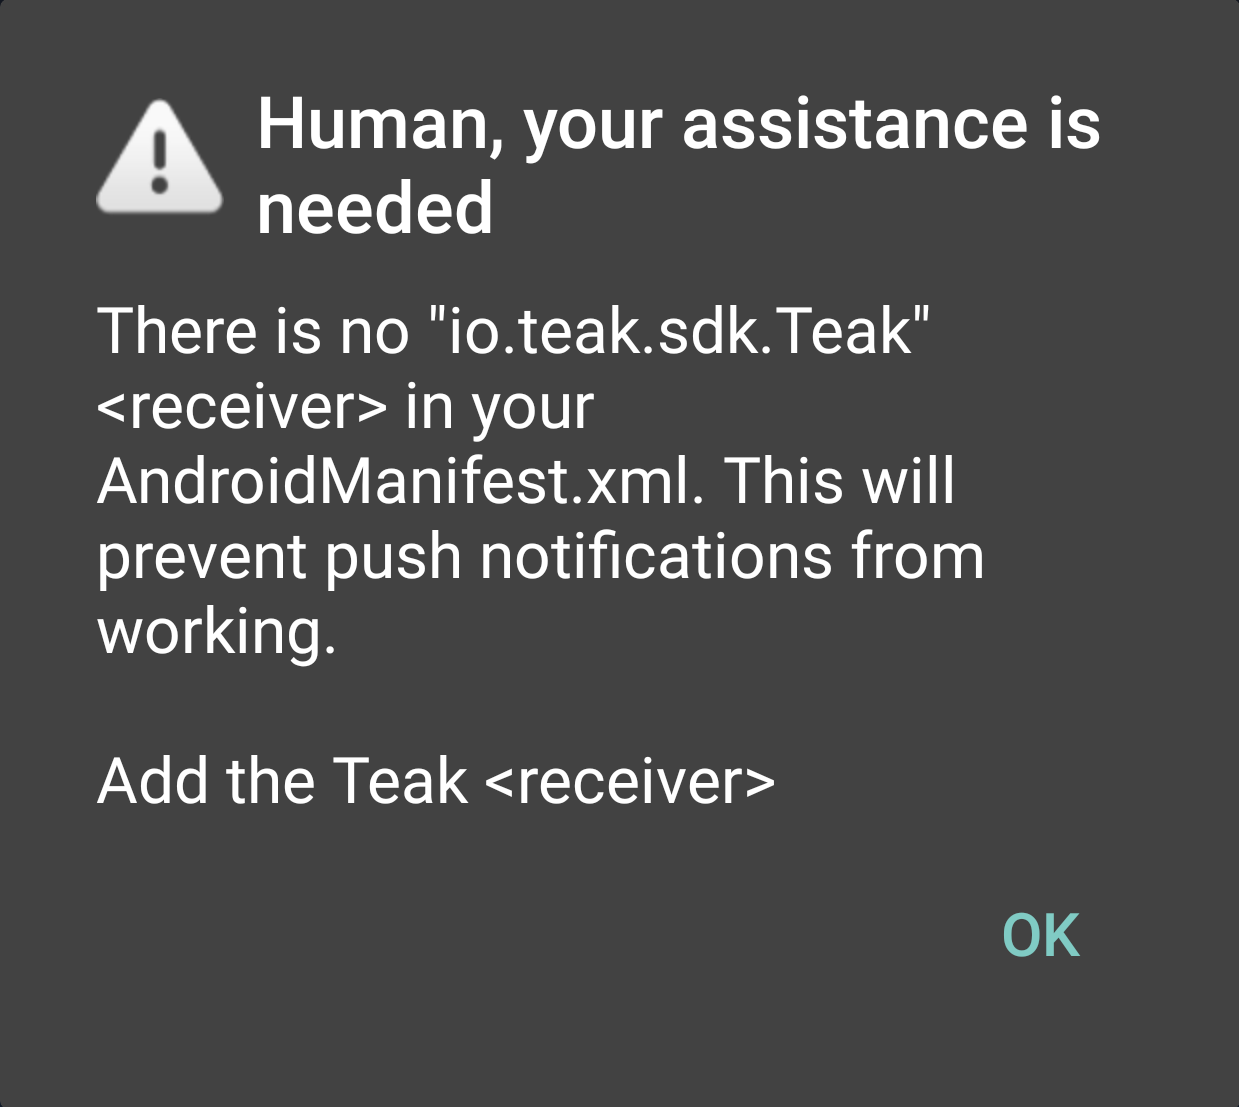 Human, your assistance is
needed
There is no "io.teak.sdk.Teak"
<receiver> in your
AndroidManifest.xml. This will
prevent push notifications from
working.
Add the Teak <receiver>
OK